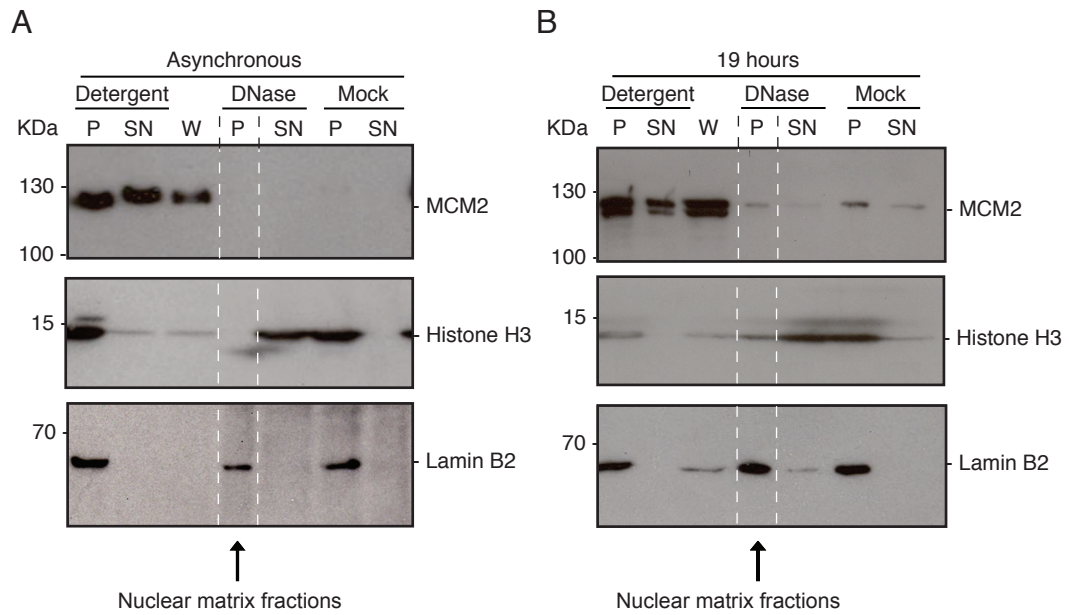 A
Asynchronous
Detergent DNase Mock
KDa P SN W P SN P SN
130
MCM2
100
15
Histone H3
70
Lamin B2
Nuclear matrix fractions
B
19 hours
Detergent DNase Mock
KDa P SN W P SN P SN
130
MCM2
100
15
Histone H3
70
Lamin B2
Nuclear matrix fractions